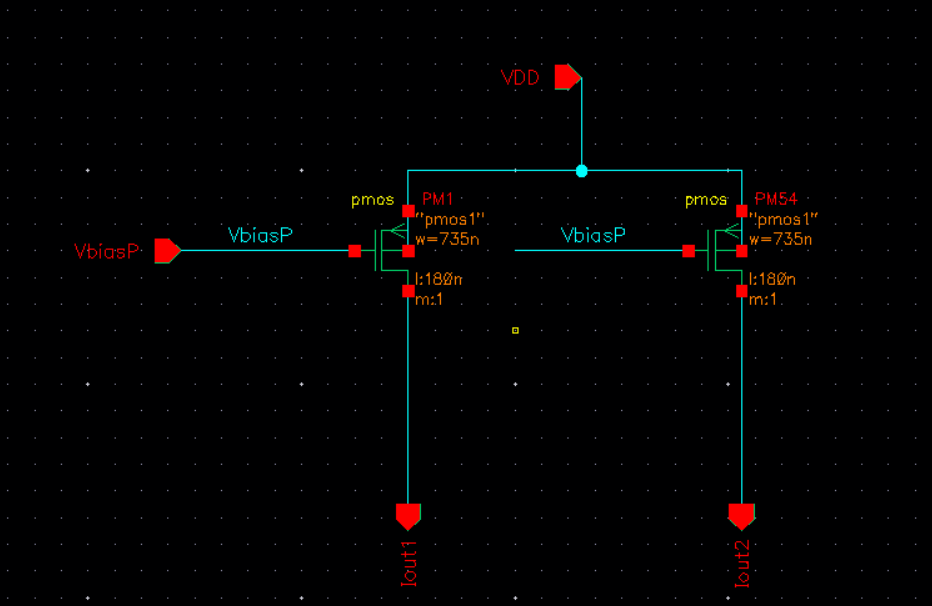 VDD
pmos PM1
"pmos1"
w=735n
l:180n
m:1
pmos PM54
"pmos1"
w=735n
l:180n
m:1
VbiasP
VbiasP
VbiasP
Iout1
Iout2